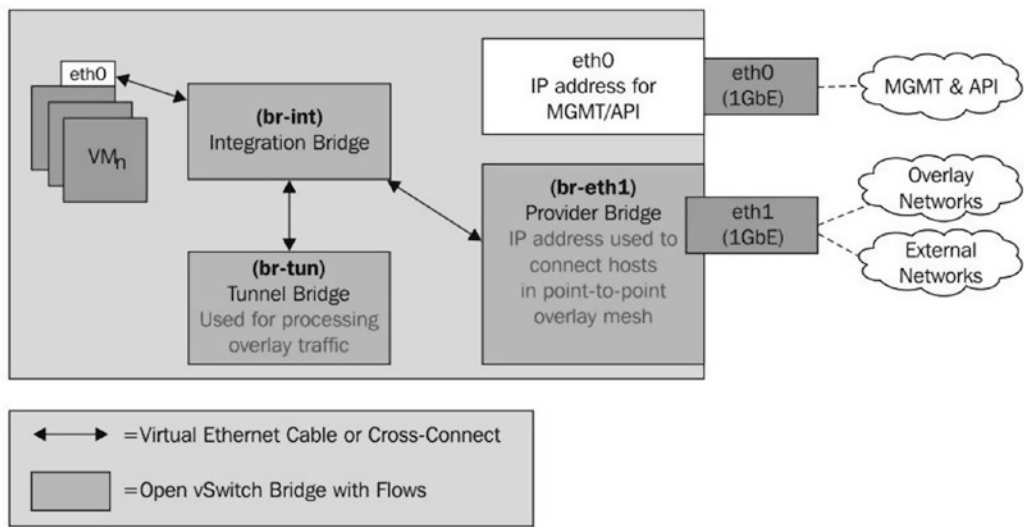 eth0
VMn
(br-int)
Integration Bridge
(br-tun)
Tunnel Bridge
Used for processing
overlay traffic
eth0
IP address for
MGMT/API
eth0
(1GbE)
MGMT & API
(br-eth1)
Provider Bridge
IP address used to
connect hosts
in point-to-point
overlay mesh
eth1
(1GbE)
Overlay
Networks
External
Networks
=Virtual Ethernet Cable or Cross-Connect
=Open vSwitch Bridge with Flows